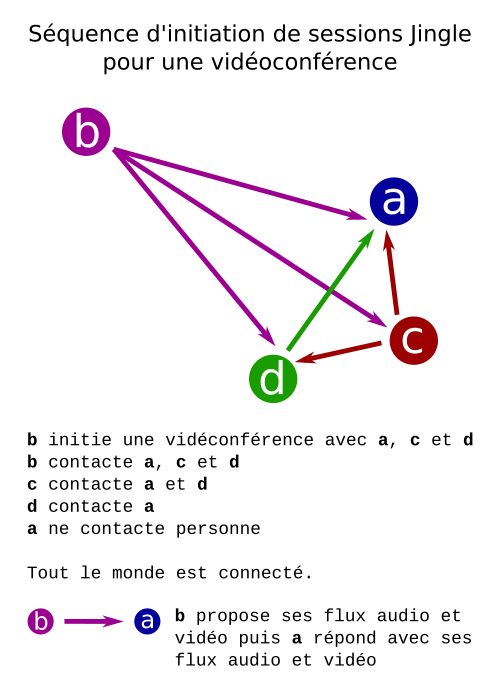 Séquence d'initiation de sessions Jingle
pour une vidéoconférence
b
a
c
d
b initie une vidéconférence avec a, c et d
b contacte a, c et d
c contacte a et d
d contacte a
a ne contacte personne
Tout le monde est connecté.
b a b propose ses flux audio et
vidéo puis a répond avec ses
flux audio et vidéo